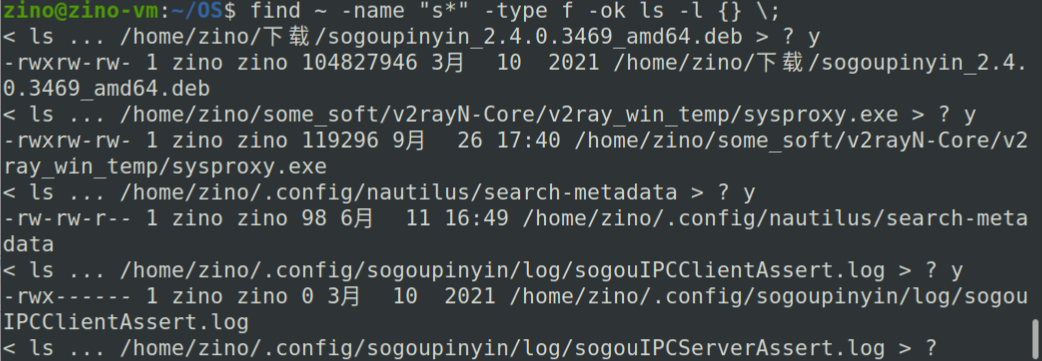 zino@zino-vm:~/OS$ find ~ -name "s*" -type f -ok ls -l {} \;
< ls ... /home/zino/下载/sogoupinyin_2.4.0.3469_amd64.deb > ? y
-rwxrw-rw- 1 zino zino 104827946 3月  10  2021 /home/zino/下载/sogoupinyin_2.4.
0.3469_amd64.deb
< ls ... /home/zino/some_soft/v2rayN-Core/v2ray_win_temp/sysproxy.exe > ? y
-rwxrw-rw- 1 zino zino 119296 9月  26 17:40 /home/zino/some_soft/v2rayN-Core/v2
ray_win_temp/sysproxy.exe
< ls ... /home/zino/.config/nautilus/search-metadata > ? y
-rw-rw-r-- 1 zino zino 98 6月  11 16:49 /home/zino/.config/nautilus/search-meta
data
< ls ... /home/zino/.config/sogoupinyin/log/sogouIPCClientAssert.log > ? y
-rwx------ 1 zino zino 0 3月  10  2021 /home/zino/.config/sogoupinyin/log/sogou
IPCClientAssert.log
< ls ... /home/zino/.config/sogoupinyin/log/sogouIPCServerAssert.log > ?